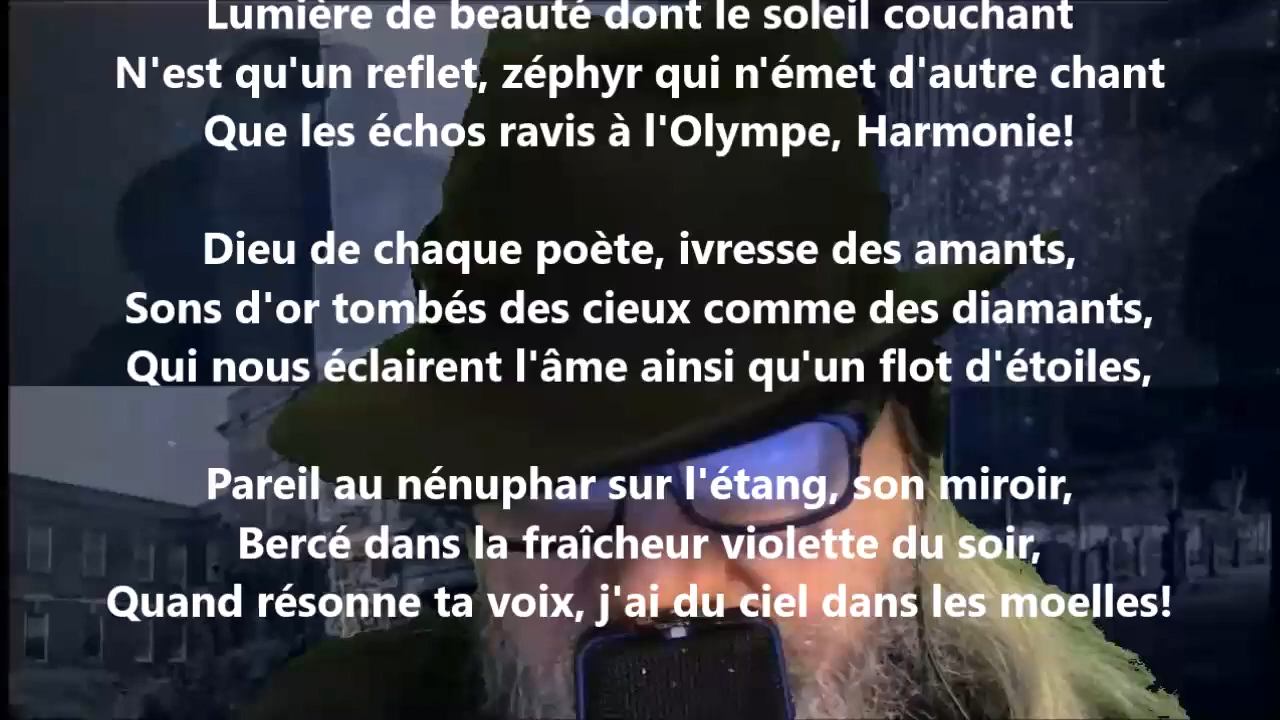 Lumière de beauté dont le soleil couchant
N'est qu'un reflet, zéphyr qui n'émet d'autre chant
Que les échos ravis à l'Olympe, Harmonie!
Dieu de chaque poète, ivresse des amants,
Sons d'or tombés des cieux comme des diamants,
Qui nous éclairent l'âme ainsi qu'un flot d'étoiles,
Pareil au nénuphar sur l'étang, son miroir,
Bercé dans la fraîcheur violette du soir,
Quand résonne ta voix, j'ai du ciel dans les moelles!